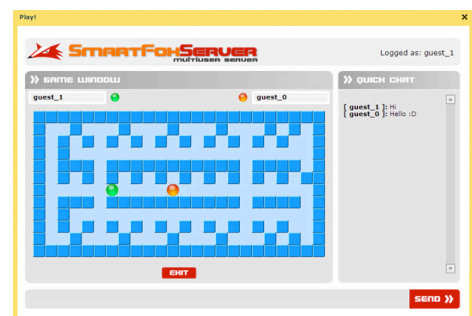 Play!
SmartFoxServer
multiuser server
Logged as: guest_1
GAME WINDOW
QUICK CHAT
guest_1
guest_0
[ guest_1 ]: Hi
[ guest_0 ]: Hello :D
EXIT
SEND